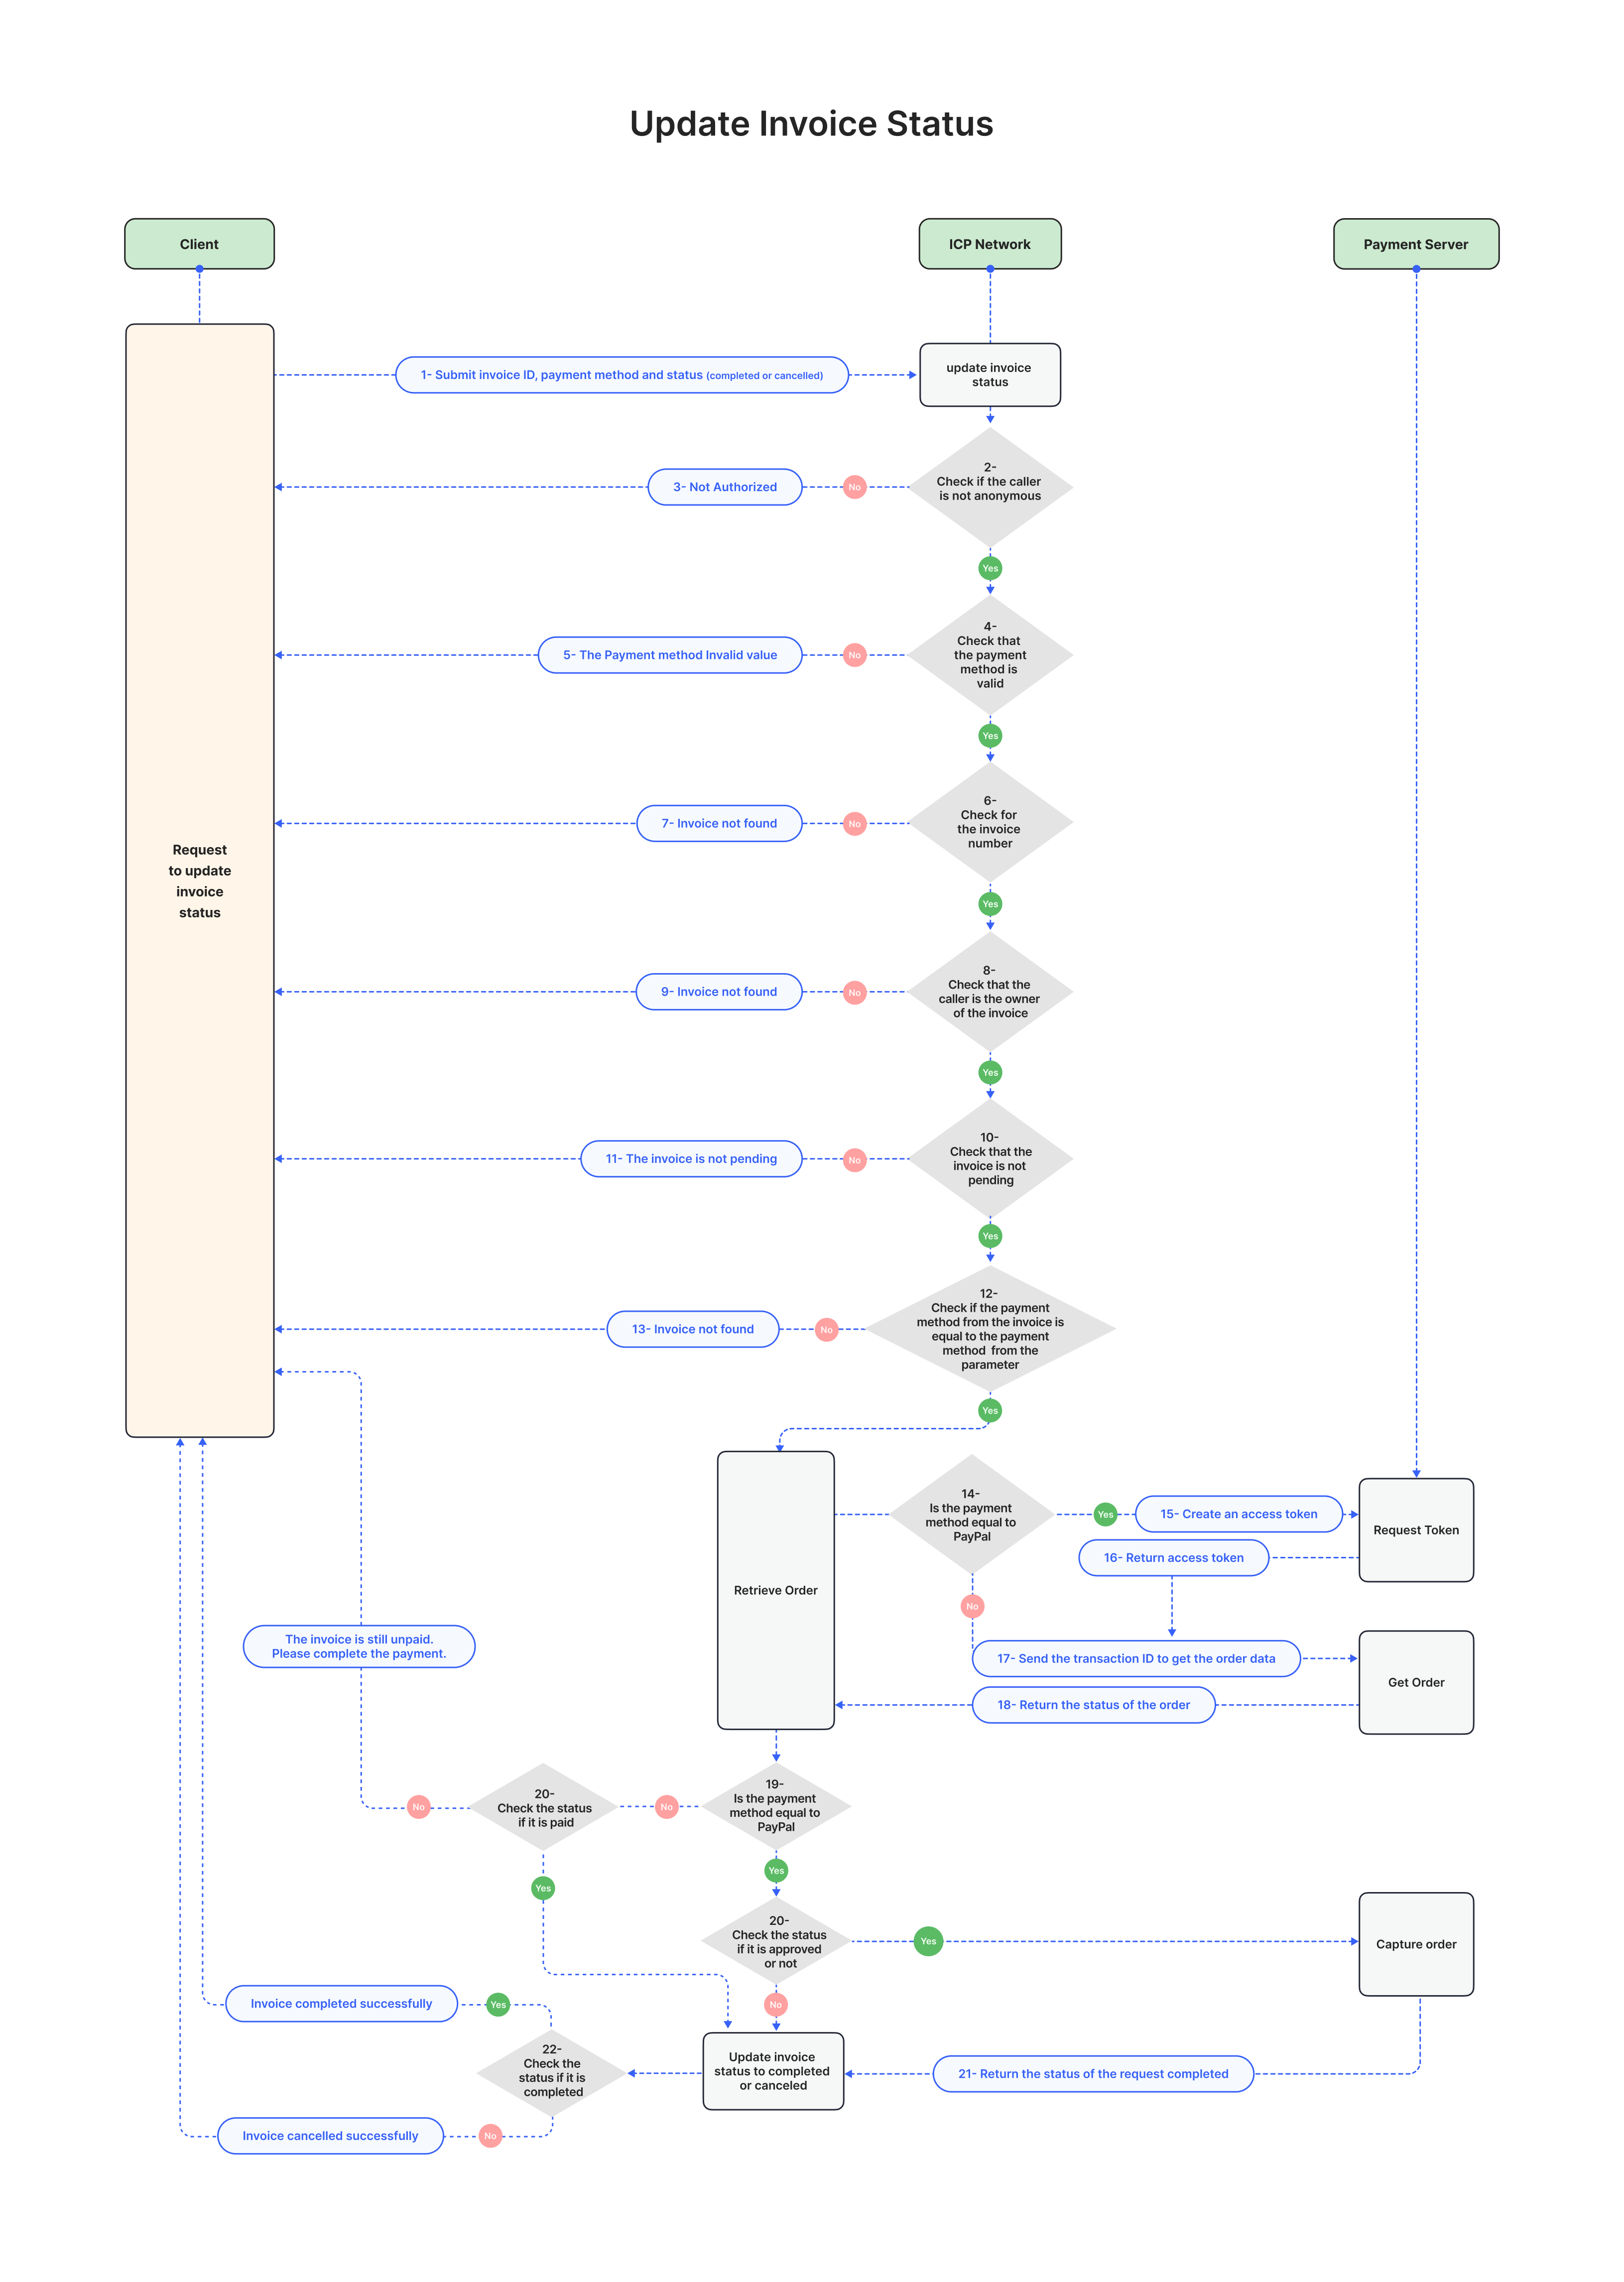 Update Invoice Status
Client
ICP Network
Payment Server
update invoice
status
1- Submit invoice ID, payment method and status (completed or cancelled)
2-
Check if the caller
is not anonymous
No
3- Not Authorized
Yes
4-
Check that
the payment
method is
valid
No
5- The Payment method Invalid value
Yes
6-
Check for
the invoice
number
No
7- Invoice not found
Request
to update
invoice
status
Yes
8-
Check that the
caller is the owner
of the invoice
No
9- Invoice not found
Yes
10-
Check that the
invoice is not
pending
No
11- The invoice is not pending
Yes
12-
Check if the payment
method from the invoice is
equal to the payment
method  from the
parameter
No
13- Invoice not found
Yes
14-
Is the payment
method equal to
PayPal
Yes
15- Create an access token
Request Token
16- Return access token
Retrieve Order
No
The invoice is still unpaid.
Please complete the payment.
17- Send the transaction ID to get the order data
Get Order
18- Return the status of the order
19-
Is the payment
method equal to
PayPal
No
20-
Check the status
if it is paid
No
Yes
Yes
20-
Check the status
if it is approved
or not
Yes
Capture order
No
Invoice completed successfully
Yes
22-
Check the
status if it is
completed
Update invoice
status to completed
or canceled
21- Return the status of the request completed
Invoice cancelled successfully
No